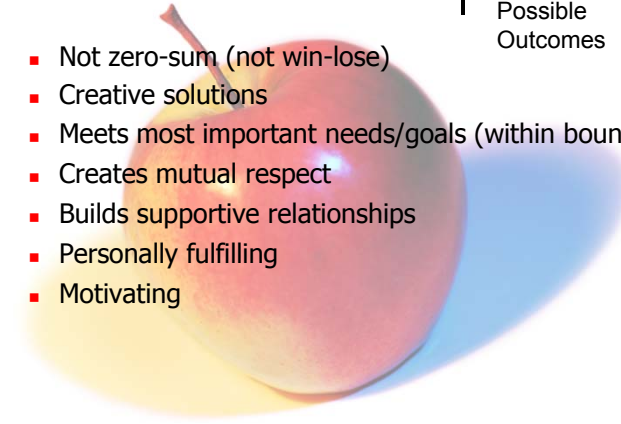 Possible
Outcomes
Not zero-sum (not win-lose)
Creative solutions
Meets most important needs/goals (within boun
Creates mutual respect
Builds supportive relationships
Personally fulfilling
Motivating